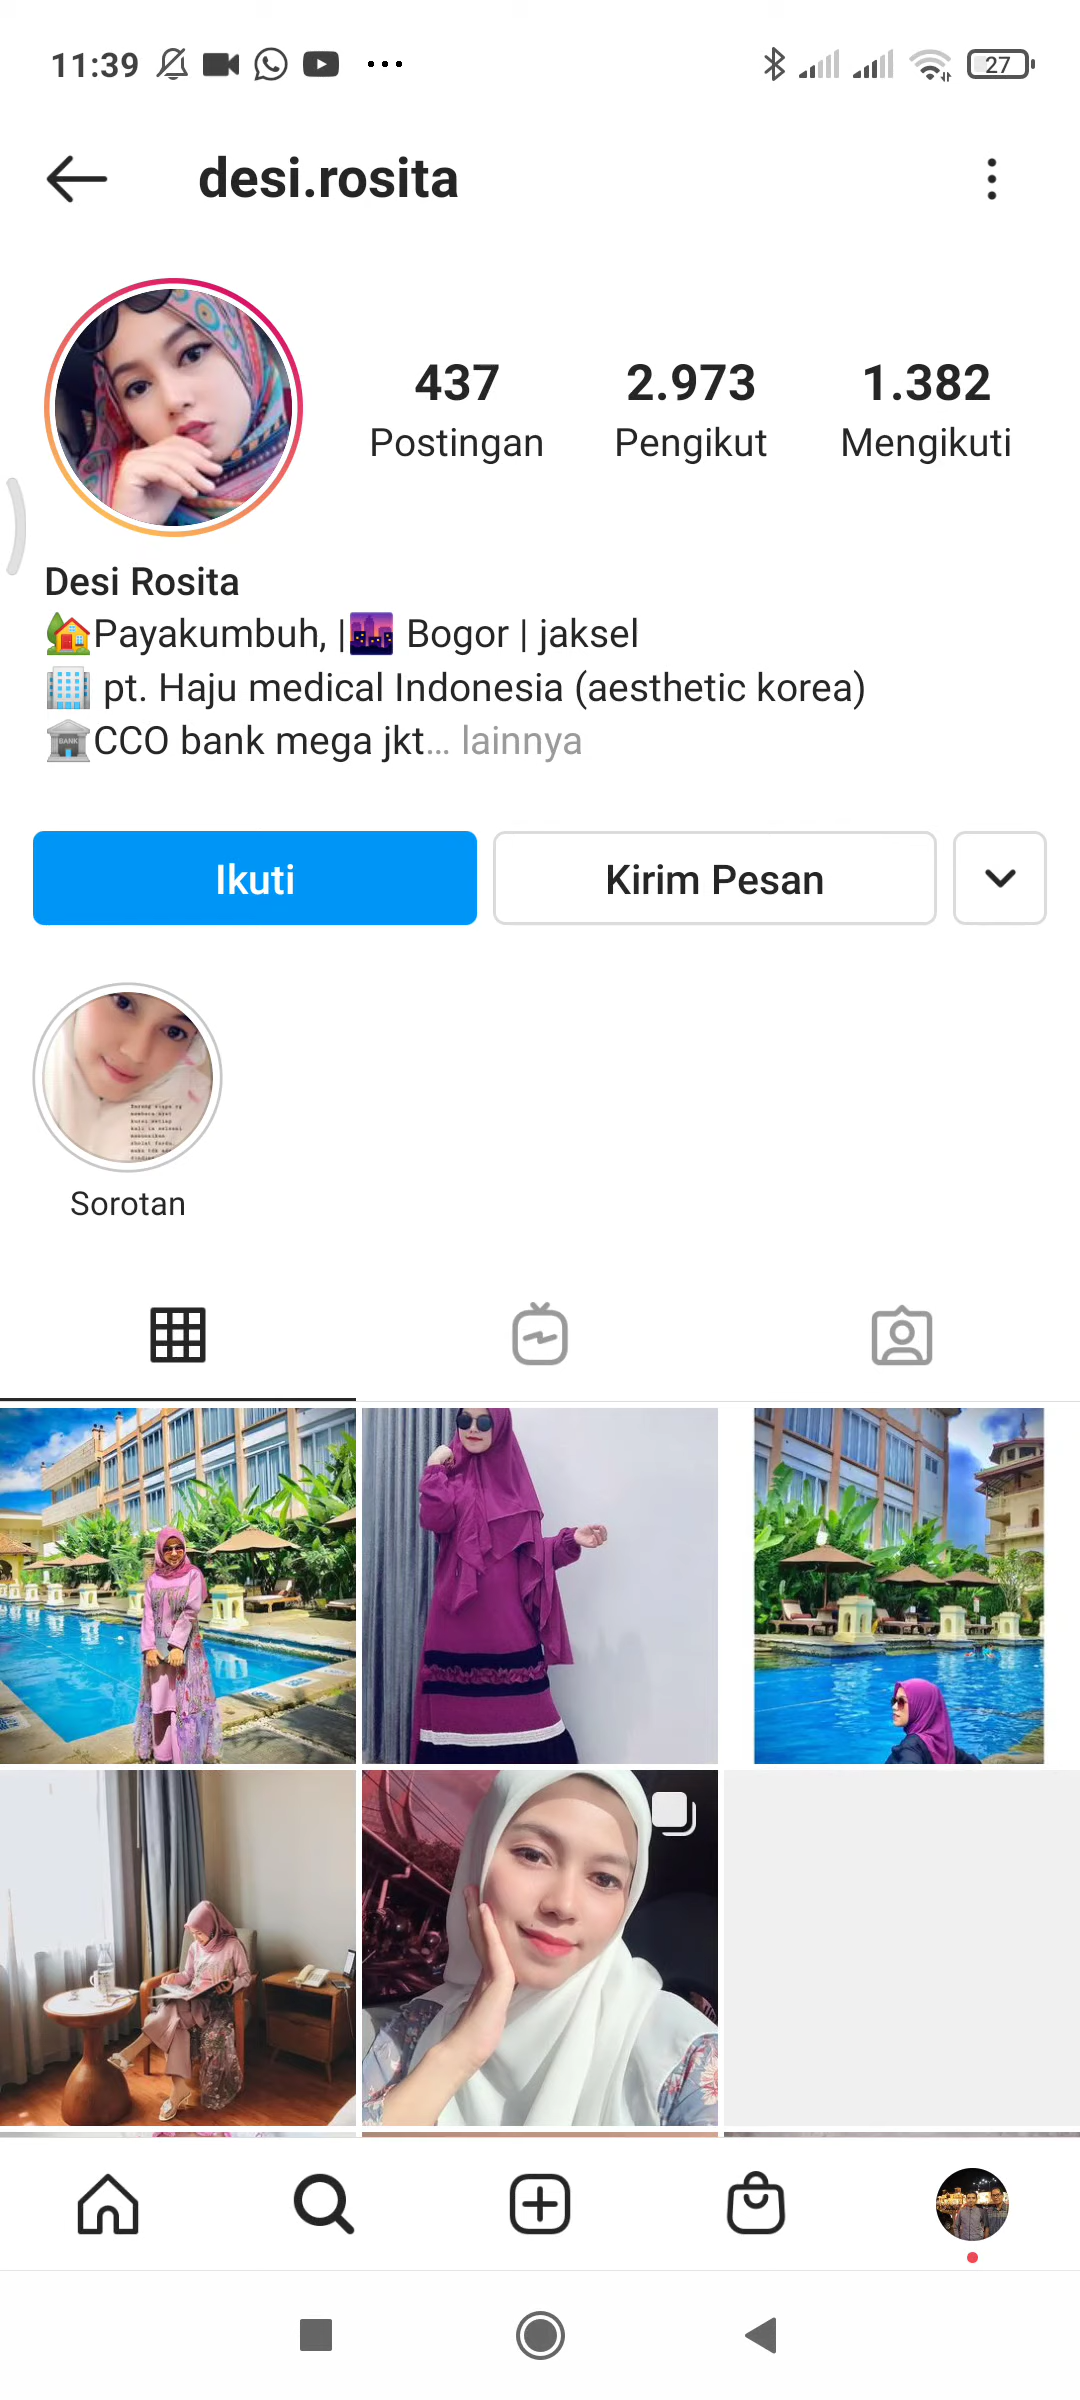 11:39
27
desi.rosita
437 2.973 1.382
Postingan Pengikut Mengikuti
Desi Rosita
Payakumbuh, | Bogor | jaksel
pt. Haju medical Indonesia (aesthetic korea)
BANK CCO bank mega jkt... lainnya
Ikuti Kirim Pesan
Sorotan